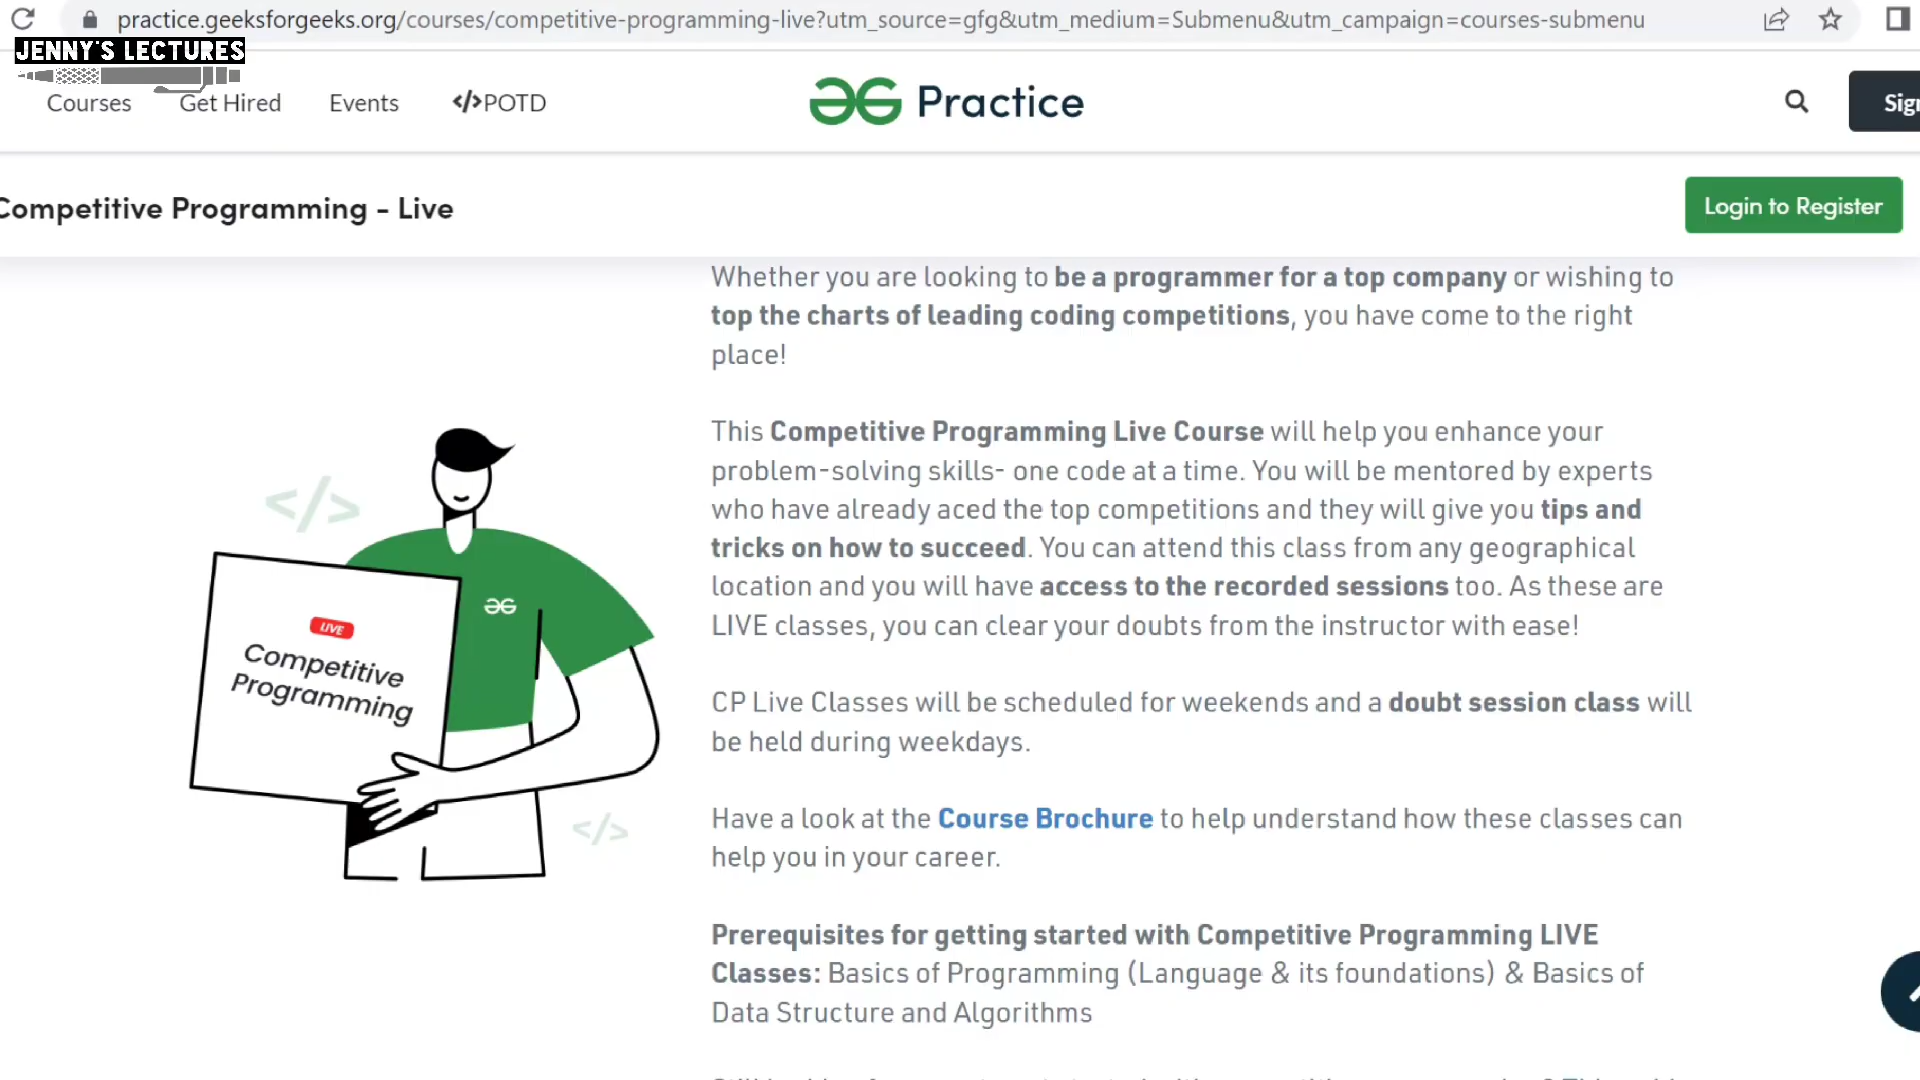 practice.geeksforgeeks.org/courses/competitive-programming-live?utm_source=gfg&utm_medium=Submenu&utm_campaign=courses-submenu
JENNY'S LECTURES
Courses Get Hired Events </>POTD
Practice
Competitive Programming - Live
Login to Register
Whether you are looking to be a programmer for a top company or wishing to
top the charts of leading coding competitions, you have come to the right
place!
This Competitive Programming Live Course will help you enhance your
problem-solving skills- one code at a time. You will be mentored by experts
who have already aced the top competitions and they will give you tips and
tricks on how to succeed. You can attend this class from any geographical
location and you will have access to the recorded sessions too. As these are
LIVE classes, you can clear your doubts from the instructor with ease!
CP Live Classes will be scheduled for weekends and a doubt session class will
be held during weekdays.
Have a look at the Course Brochure to help understand how these classes can
help you in your career.
Prerequisites for getting started with Competitive Programming LIVE
Classes: Basics of Programming (Language & its foundations) & Basics of
Data Structure and Algorithms
</>
LIVE
Competitive
Programming
</>